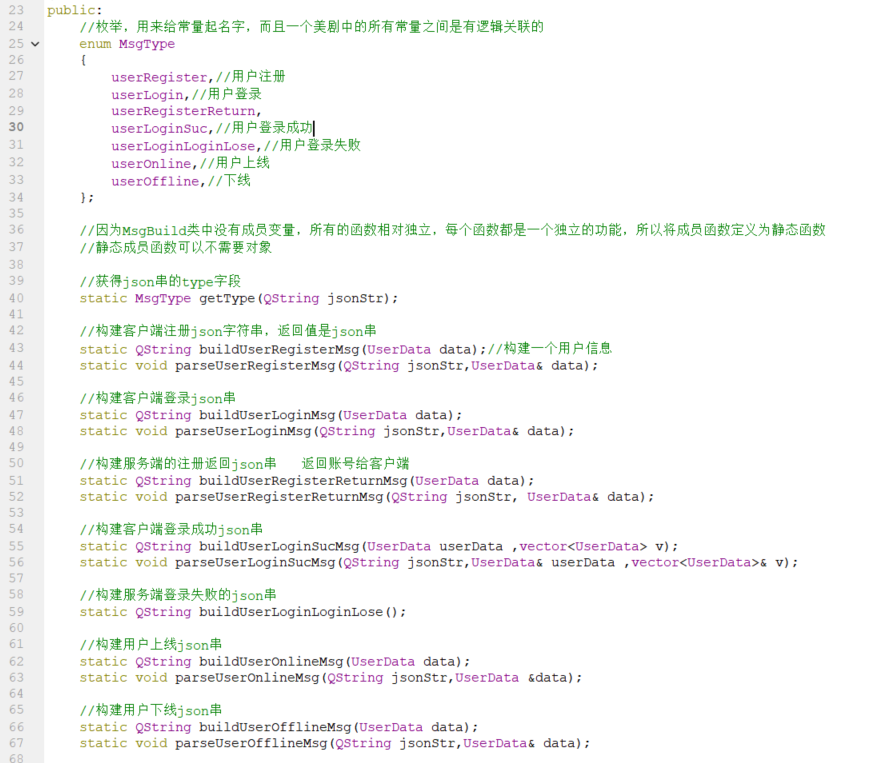 23 public:
24 //枚举，用来给常量起名字，而且一个美剧中的所有常量之间是有逻辑关联的
25 enum MsgType
26 {
27 userRegister,//用户注册
28 userLogin,//用户登录
29 userRegisterReturn,
30 userLoginSuc,//用户登录成功
31 userLoginLoginLose,//用户登录失败
32 userOnline,//用户上线
33 userOffline,//下线
34 };
35
36 //因为MsgBuild类中没有成员变量，所有的函数相对独立，每个函数都是一个独立的功能，所以将成员函数定义为静态函数
37 //静态成员函数可以不需要对象
38
39 //获得json串的type字段
40 static MsgType getType(QString jsonStr);
41
42 //构建客户端注册json字符串，返回值是json串
43 static QString buildUserRegisterMsg(UserData data);//构建一个用户信息
44 static void parseUserRegisterMsg(QString jsonStr,UserData& data);
45
46 //构建客户端登录json串
47 static QString buildUserLoginMsg(UserData data);
48 static void parseUserLoginMsg(QString jsonStr,UserData& data);
49
50 //构建服务端的注册返回json串 返回账号给客户端
51 static QString buildUserRegisterReturnMsg(UserData data);
52 static void parseUserRegisterReturnMsg(QString jsonStr, UserData& data);
53
54 //构建客户端登录成功json串
55 static QString buildUserLoginSucMsg(UserData userData ,vector<UserData> v);
56 static void parseUserLoginSucMsg(QString jsonStr,UserData& userData ,vector<UserData>& v);
57
58 //构建服务端登录失败的json串
59 static QString buildUserLoginLoginLose();
60
61 //构建用户上线json串
62 static QString buildUserOnlineMsg(UserData data);
63 static void parseUserOnlineMsg(QString jsonStr,UserData &data);
64
65 //构建用户下线json串
66 static QString buildUserOfflineMsg(UserData data);
67 static void parseUserOfflineMsg(QString jsonStr,UserData& data);
68